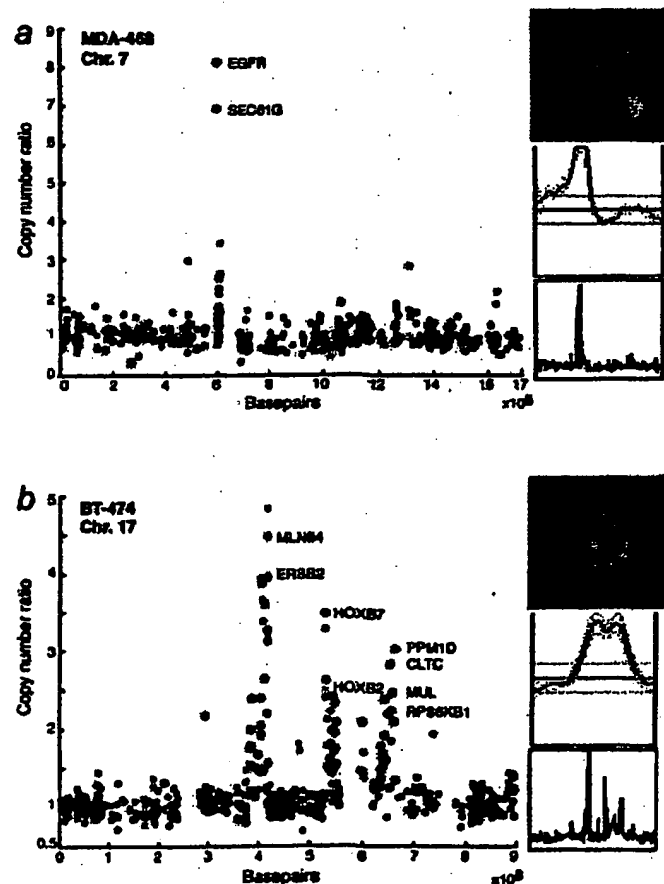 a
MDA-468
Chr. 7
EGFR
SEC61G
Copy number ratio
9
8
7
6
5
4
3
2
1
0
0 2 4 6 8 10 12 14 16 17
Basepairs
b
BT-474
Chr. 17
MLN64
ERBB2
HOXB7
PPM1D
CLTC
HOXB2
MUL
RPS6KB1
Copy number ratio
5
4
3
2
1
0.5
0 1 2 3 4 5 6 7 8 9
Basepairs